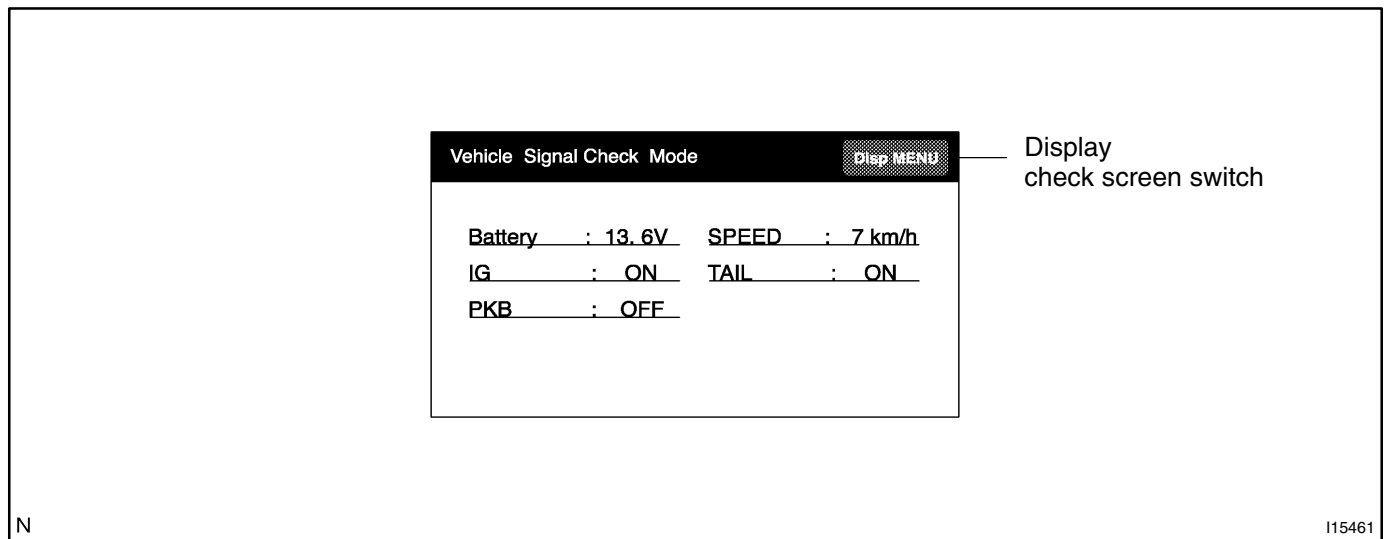 Vehicle Signal Check Mode Disp MENU
Display
check screen switch
Battery : 13. 6V SPEED : 7 km/h
IG : ON TAIL : ON
PKB : OFF
N I15461